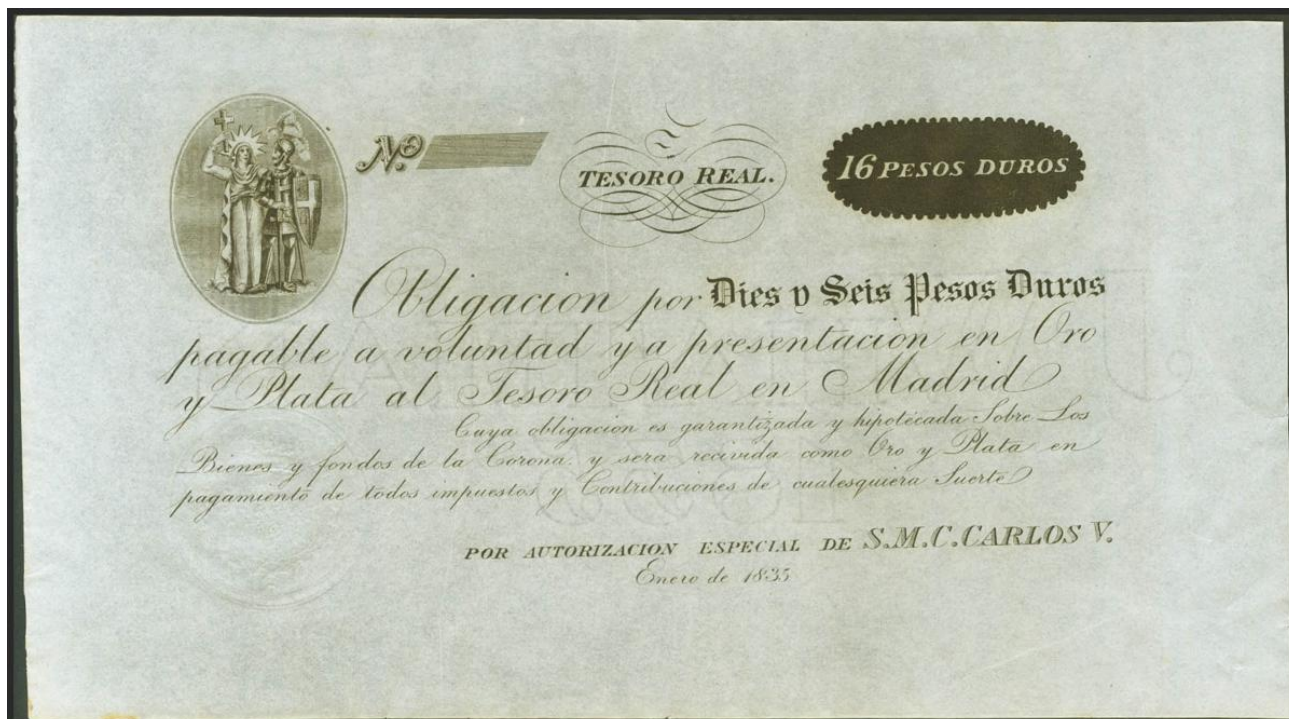 N.º
TESORO REAL.
16 PESOS DUROS
Obligacion por Dies y Seis Pesos Duros
pagable a voluntad y a presentacion en Oro
y Plata al Tesoro Real en Madrid
Cuya obligacion es garantizada y hipotécada Sobre Los
Bienes y fondos de la Corona y sera recivida como Oro y Plata en
pagamiento de todos impuestos y Contribuciones de cualesquiera Suerte
POR AUTORIZACION ESPECIAL DE S.M.C. CARLOS V.
Enero de 1835